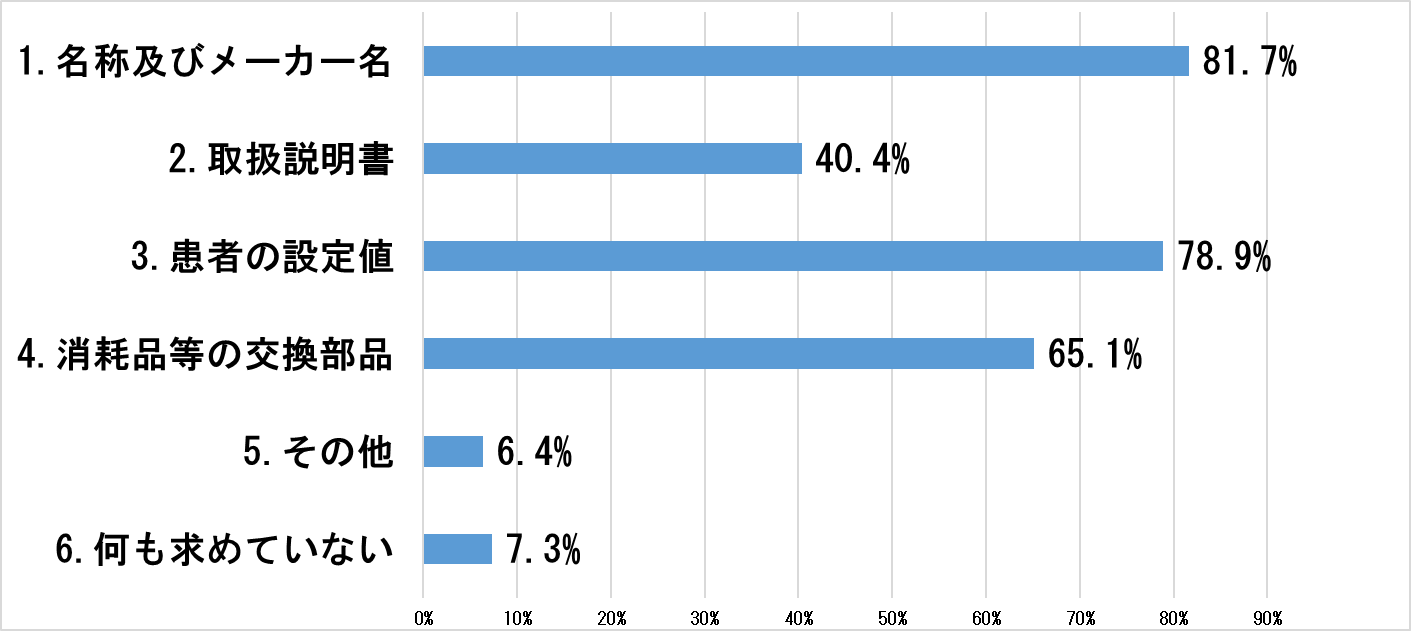 1.名称及びメーカー名 81.7%
2.取扱説明書 40.4%
3.患者の設定値 78.9%
4.消耗品等の交換部品 65.1%
5.その他 6.4%
6.何も求めていない 7.3%
0% 10% 20% 30% 40% 50% 60% 70% 80% 90%